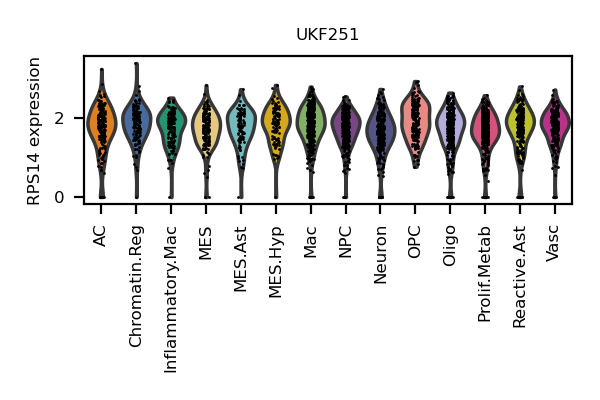 UKF251
RPS14 expression
2
0
AC
Chromatin.Reg
Inflammatory.Mac
MES
MES.Ast
MES.Hyp
Mac
NPC
Neuron
OPC
Oligo
Prolif.Metab
Reactive.Ast
Vasc